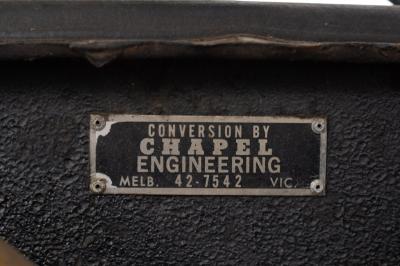 CONVERSION BY
CHAPEL
ENGINEERING
MELB. 42-7542 VIC.